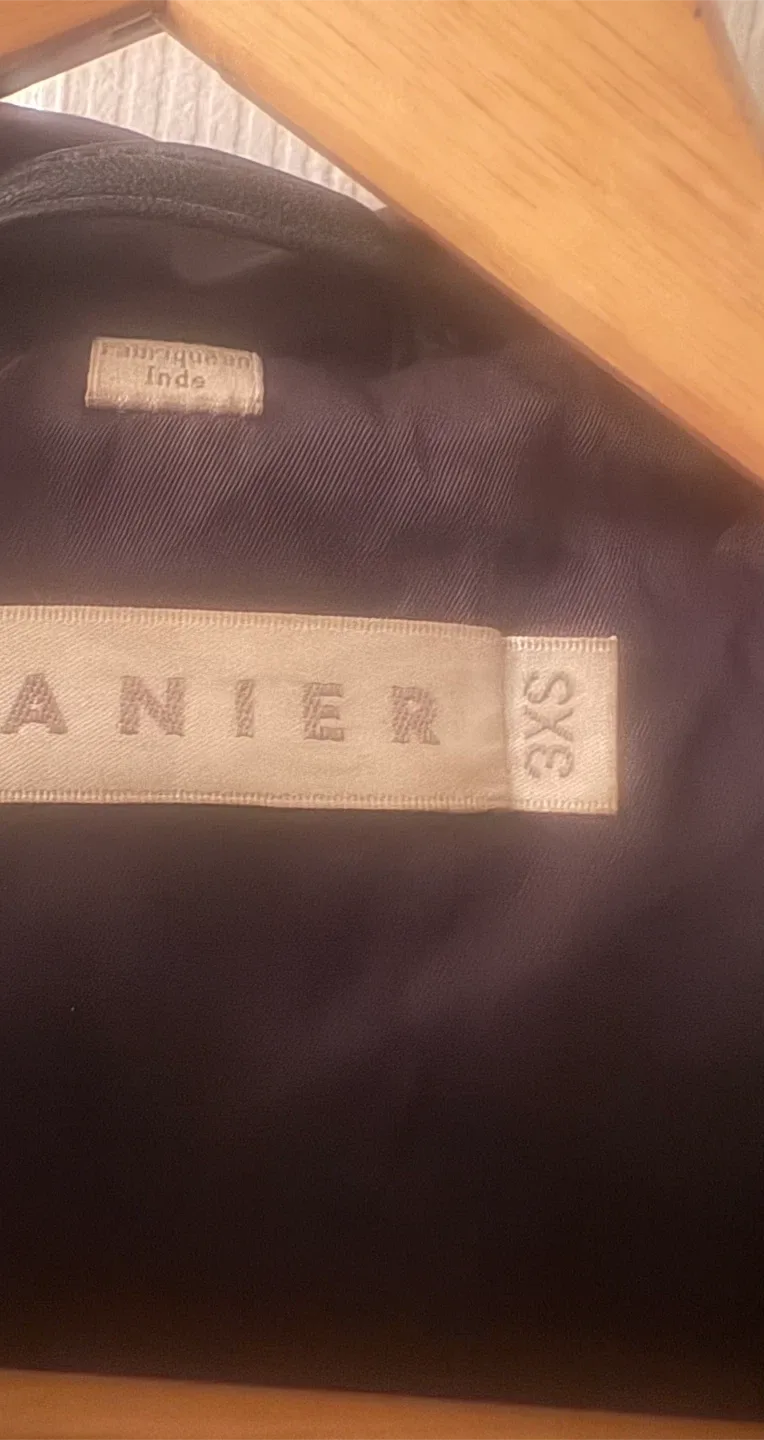 Fabriqué en
Inde
ANIER
3XS